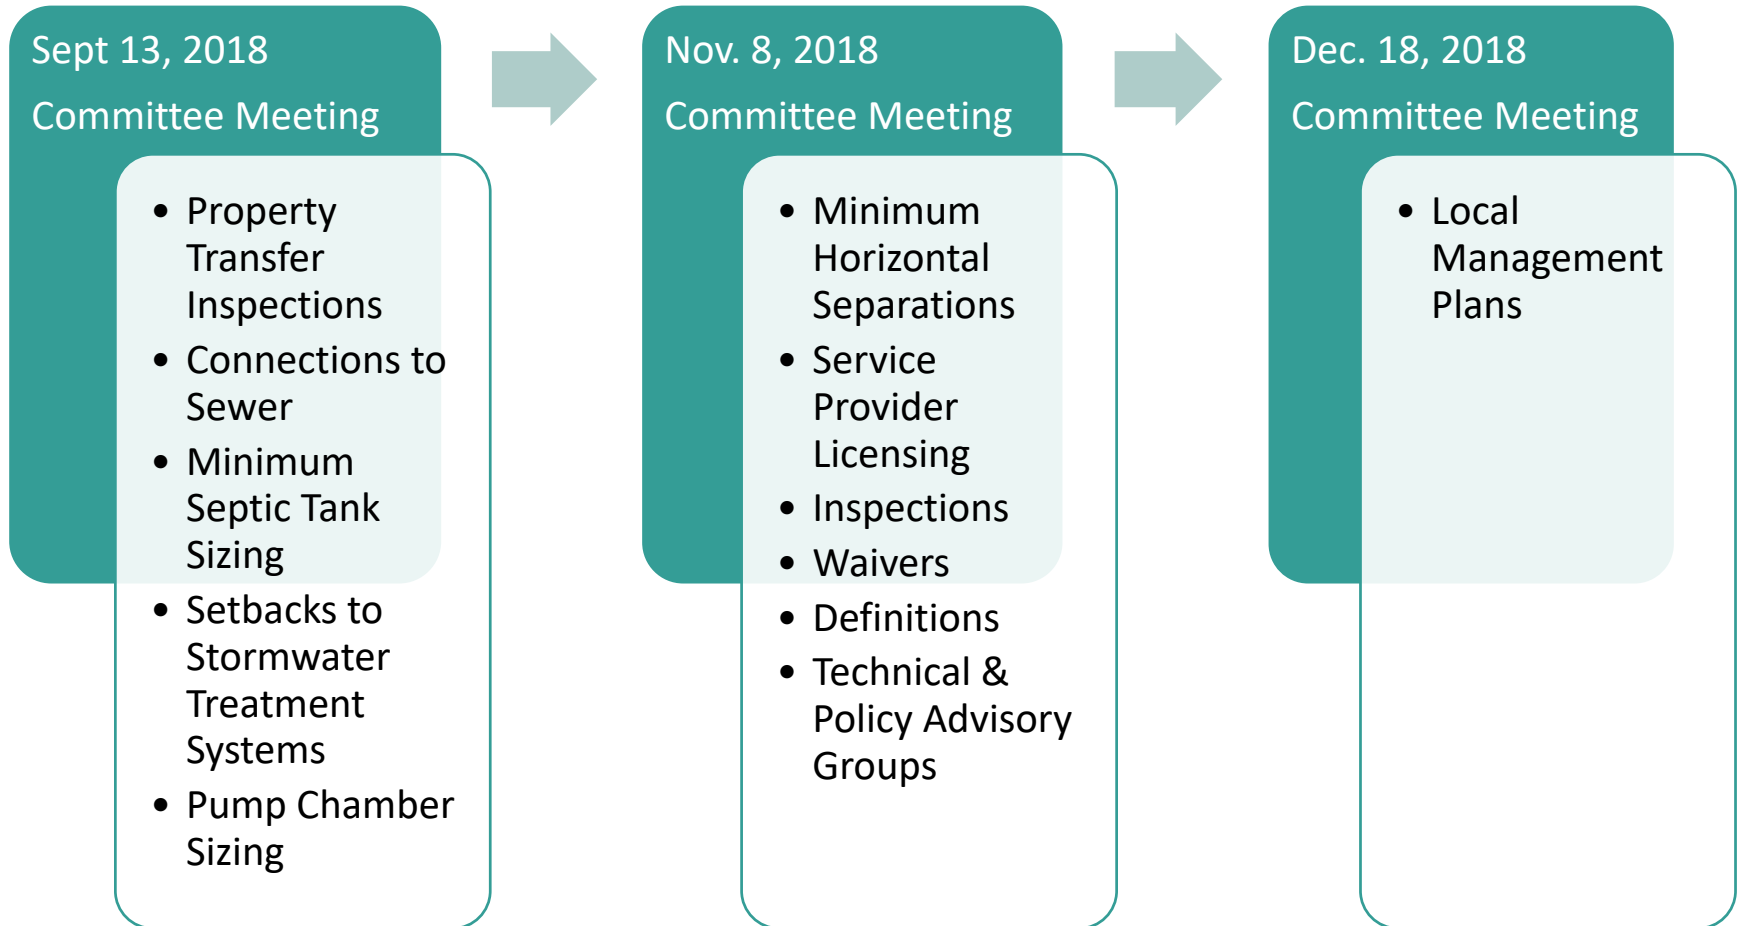 Sept 13, 2018
Committee Meeting
• Property
Transfer
Inspections
• Connections to
Sewer
• Minimum
Septic Tank
Sizing
• Setbacks to
Stormwater
Treatment
Systems
• Pump Chamber
Sizing
Nov. 8, 2018
Committee Meeting
• Minimum
Horizontal
Separations
• Service
Provider
Licensing
• Inspections
• Waivers
• Definitions
• Technical &
Policy Advisory
Groups
Dec. 18, 2018
Committee Meeting
• Local
Management
Plans